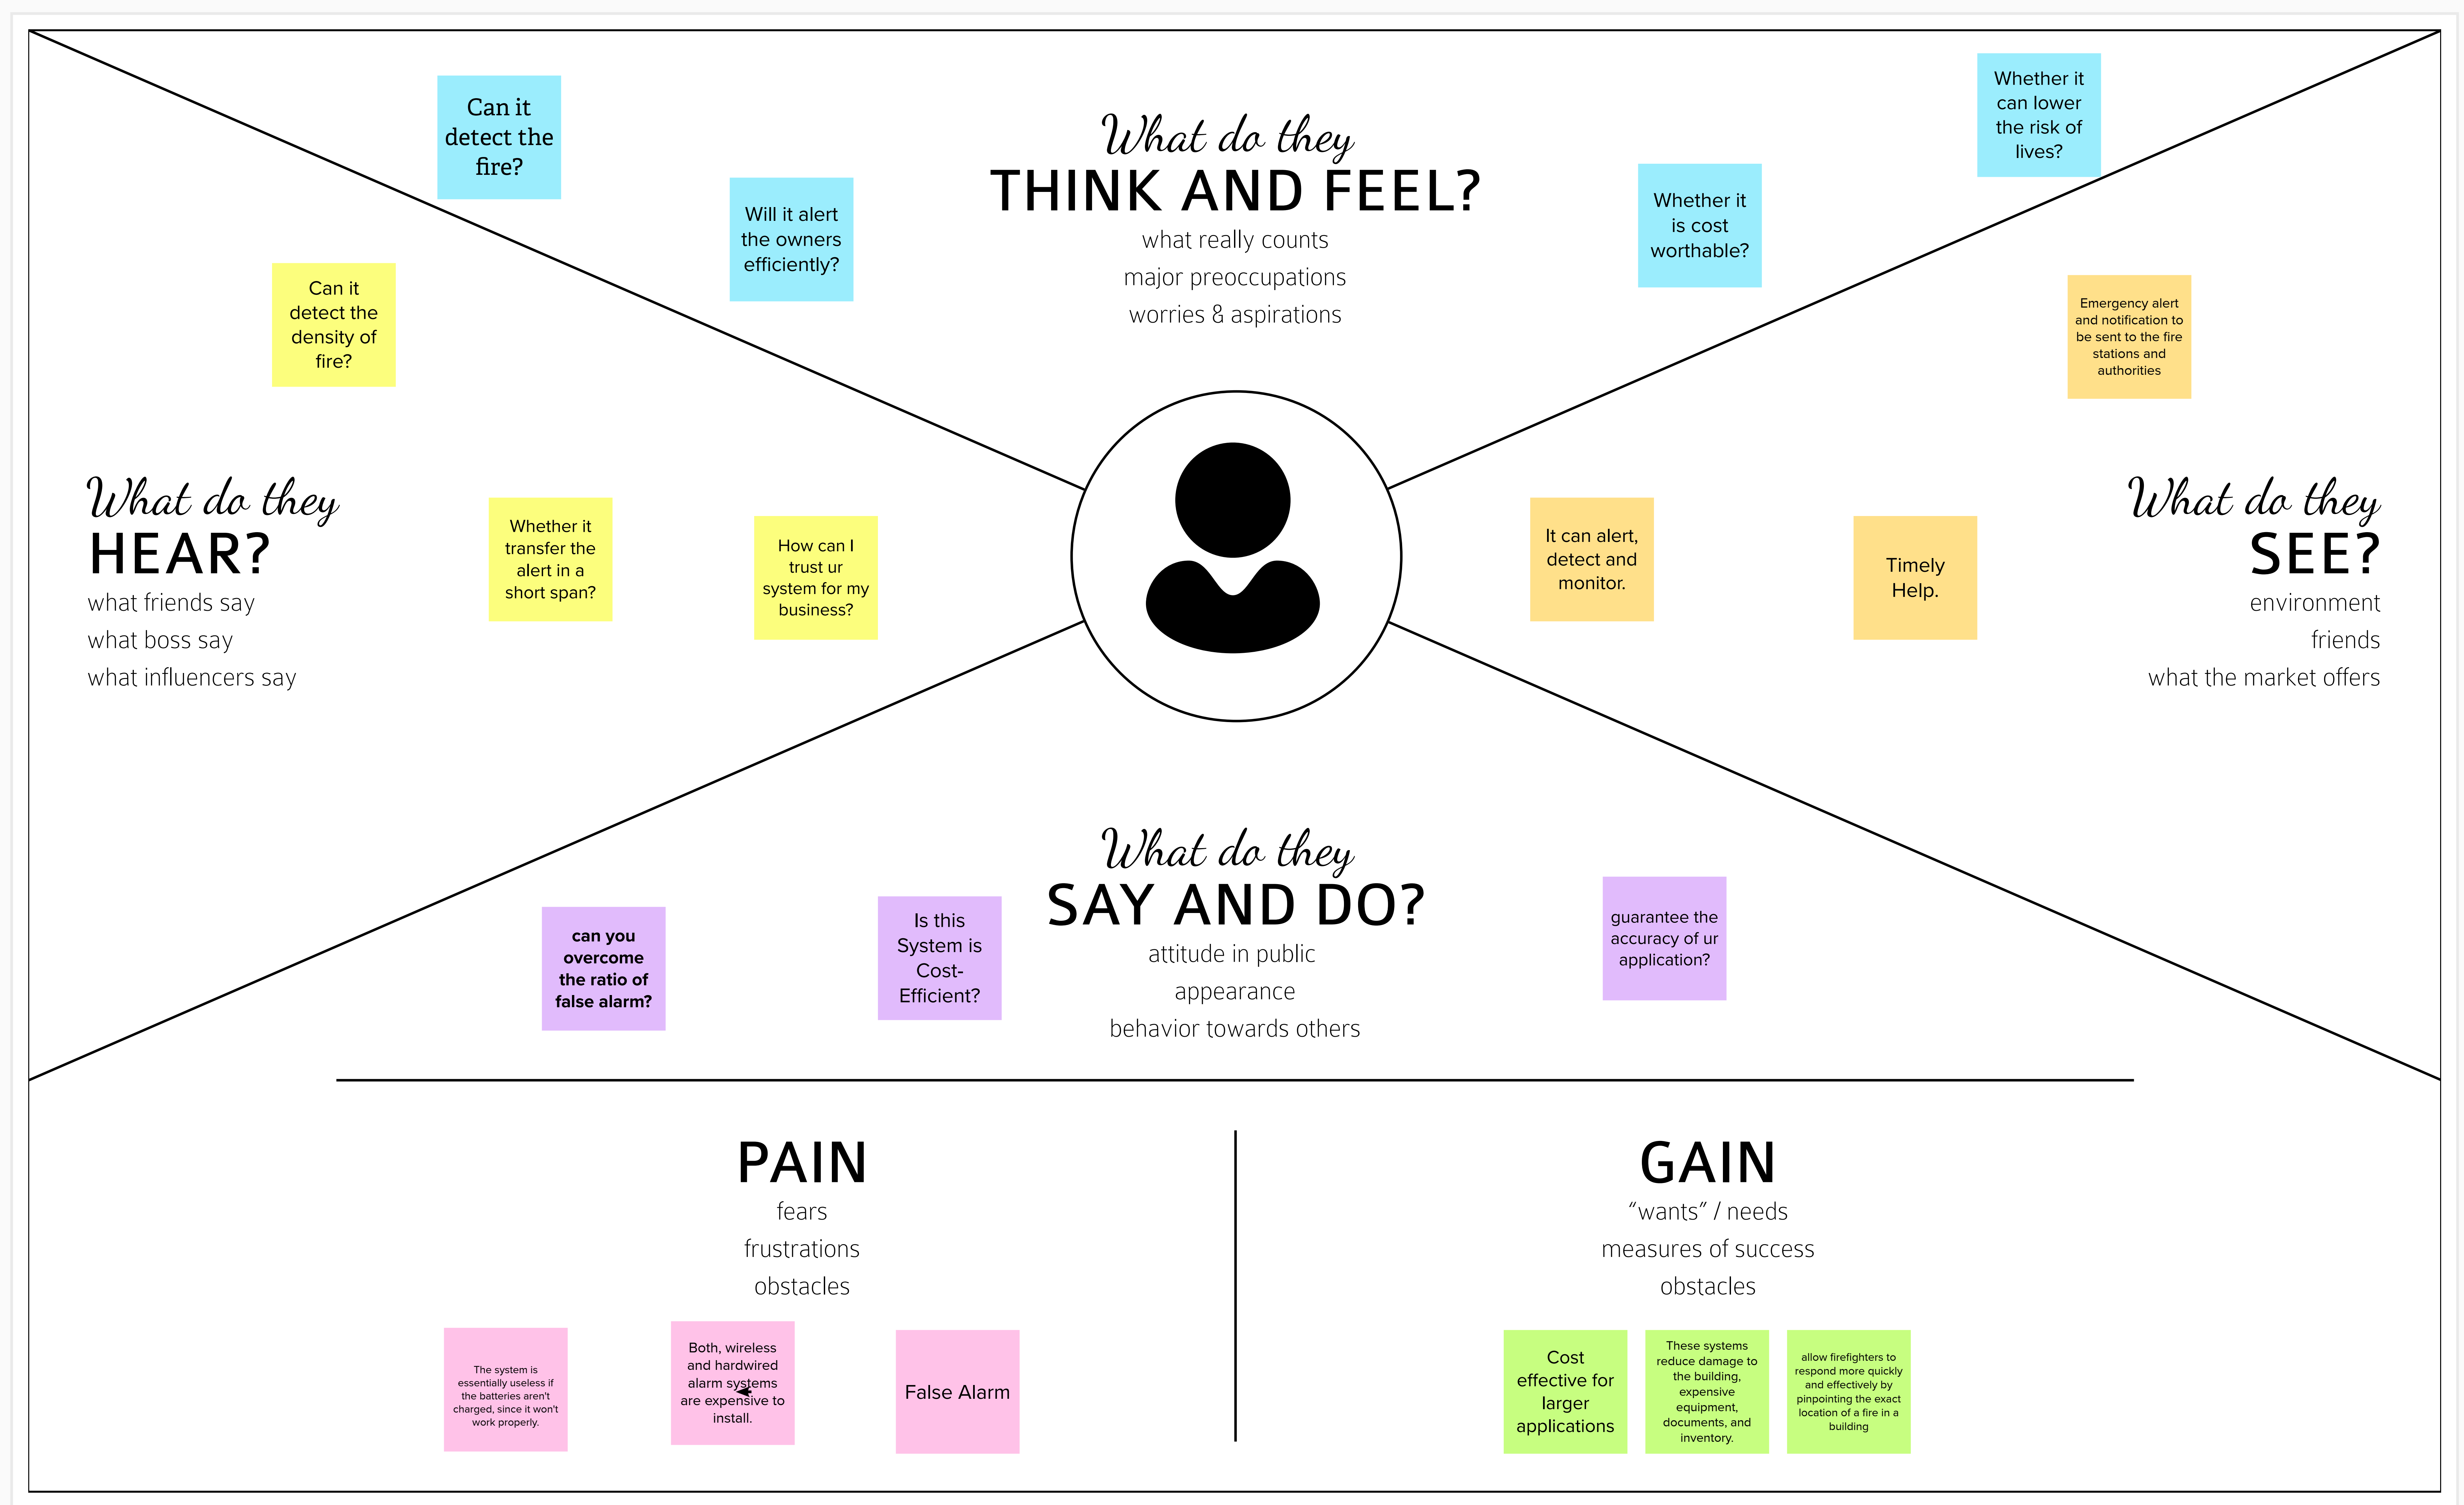 What do they
THINK AND FEEL?
what really counts
major preoccupations
worries & aspirations
Can it
detect the
fire?
Will it alert
the owners
efficiently?
Whether it
is cost
worthable?
Whether it
can lower
the risk of
lives?
What do they
HEAR?
what friends say
what boss say
what influencers say
Can it
detect the
density of
fire?
Whether it
transfer the
alert in a
short span?
How can I
trust ur
system for my
business?
What do they
SEE?
environment
friends
what the market offers
Emergency alert
and notification to
be sent to the fire
stations and
authorities
It can alert,
detect and
monitor.
Timely
Help.
What do they
SAY AND DO?
attitude in public
appearance
behavior towards others
can you
overcome
the ratio of
false alarm?
Is this
System is
Cost-
Efficient?
guarantee the
accuracy of ur
application?
PAIN
fears
frustrations
obstacles
The system is
essentially useless if
the batteries aren't
charged, since it won't
work properly.
Both, wireless
and hardwired
alarm systems
are expensive to
install.
False Alarm
GAIN
“wants” / needs
measures of success
obstacles
Cost
effective for
larger
applications
These systems
reduce damage to
the building,
expensive
equipment,
documents, and
inventory.
allow firefighters to
respond more quickly
and effectively by
pinpointing the exact
location of a fire in a
building